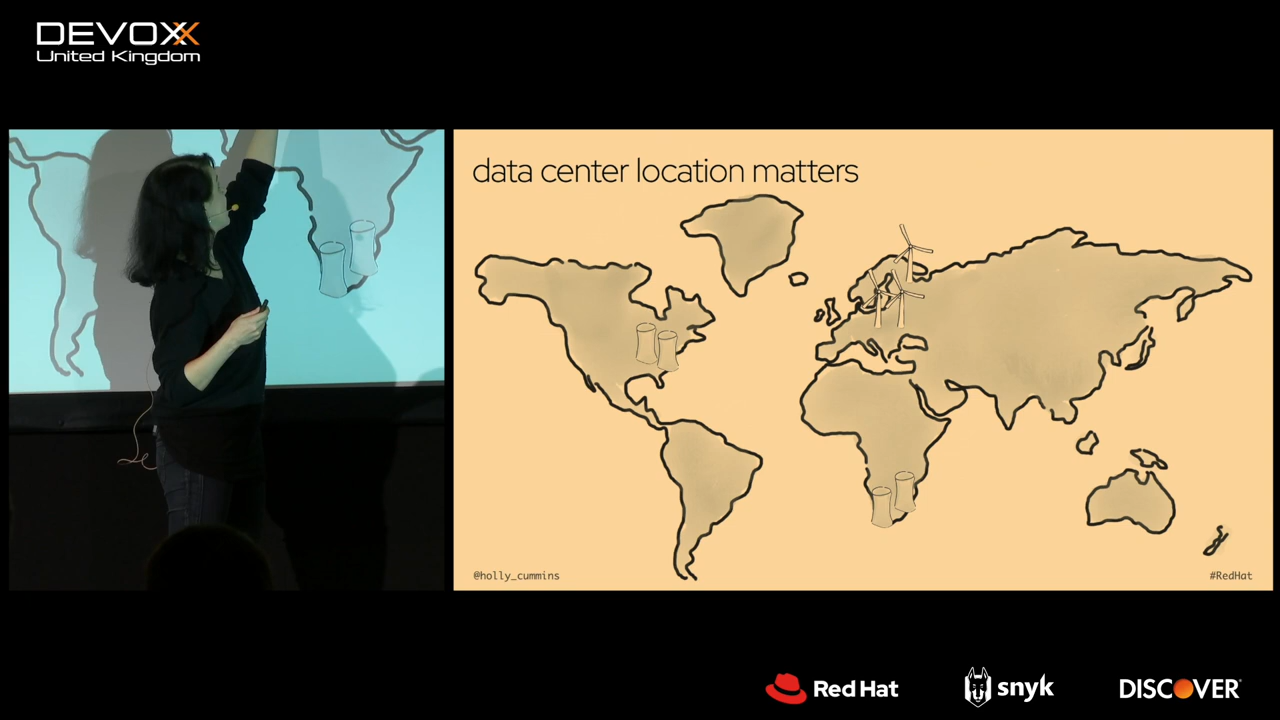 DEVOXX
United Kingdom
data center location matters
@holly_cummins
#RedHat
Red Hat
snyk
DISCOVER